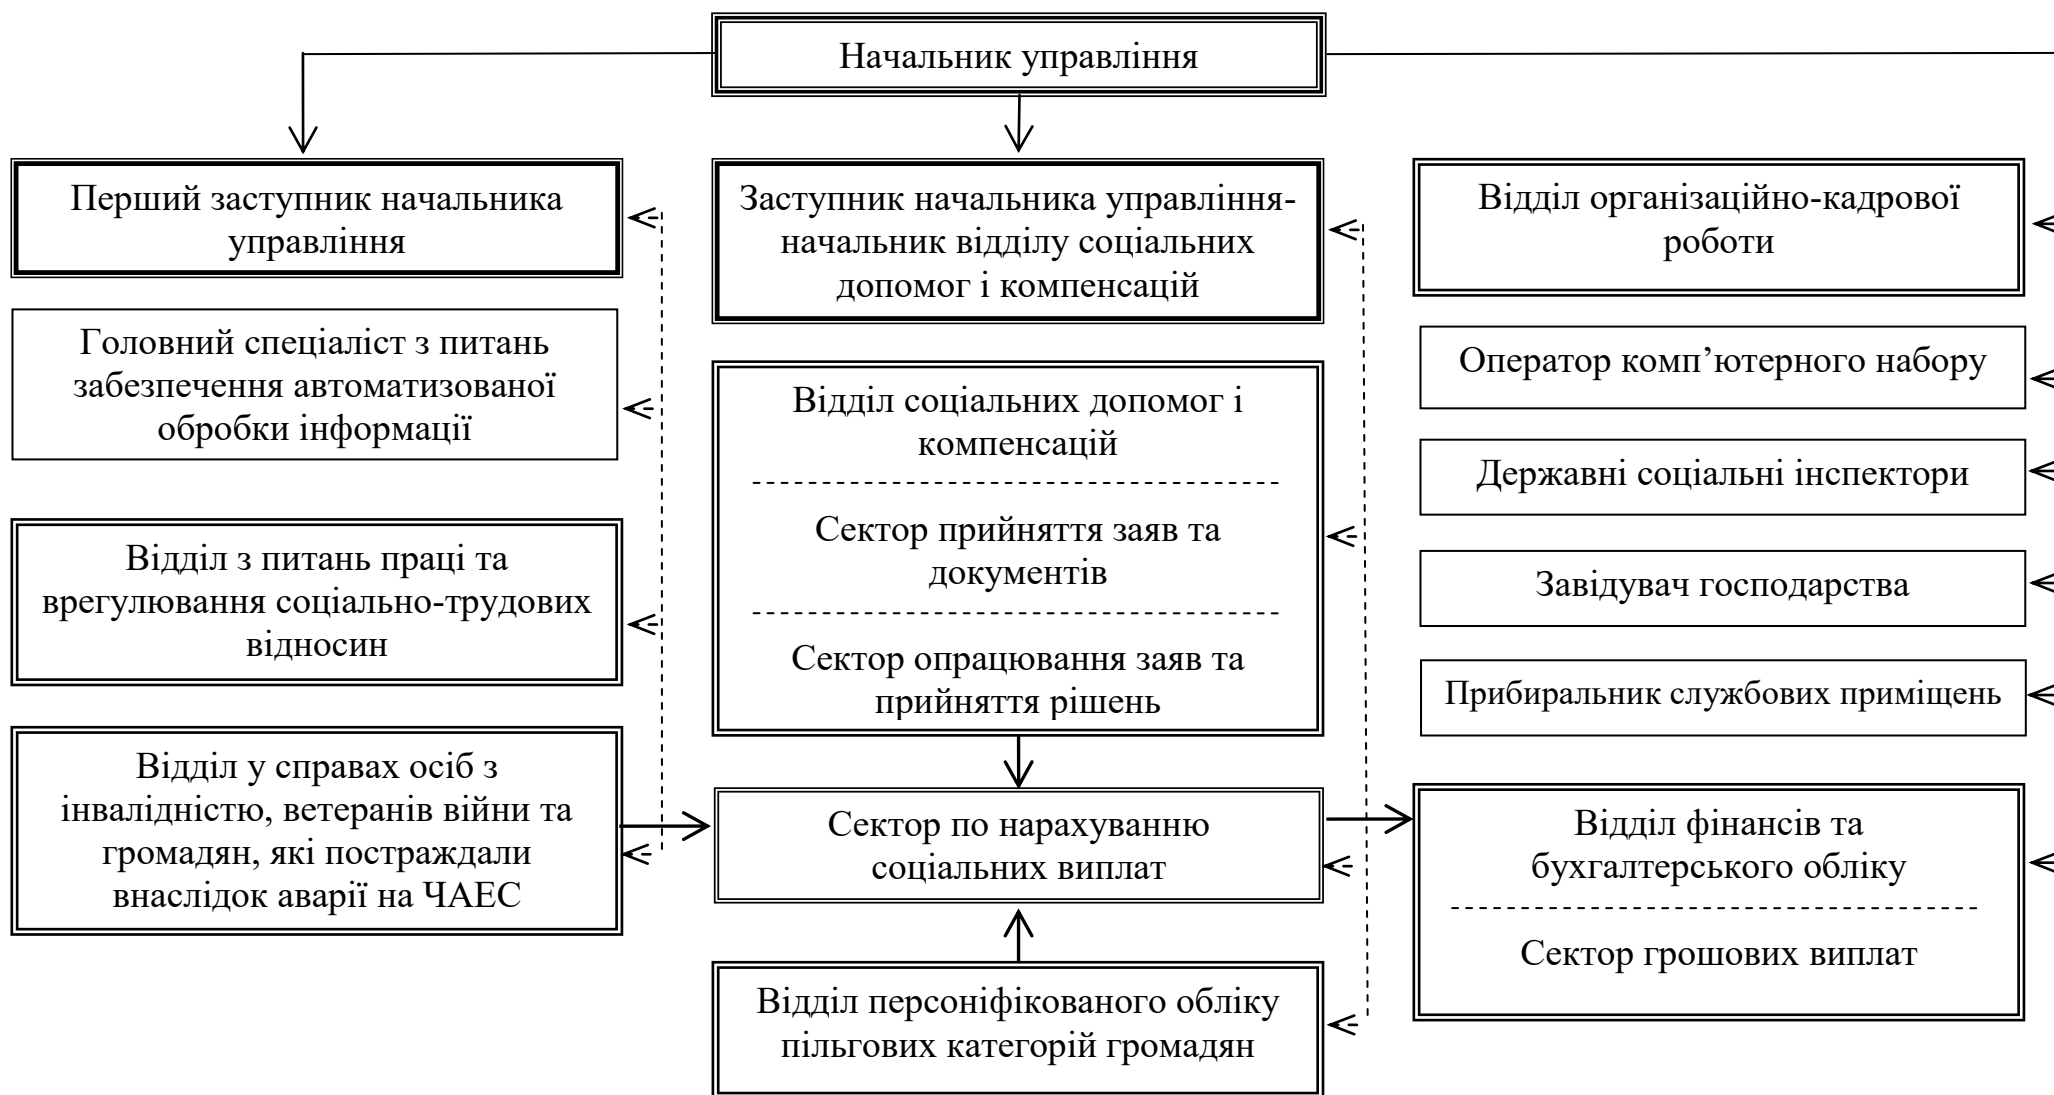 Начальник управління
Перший заступник начальника
управління
Головний спеціаліст з питань
забезпечення автоматизованої
обробки інформації
Відділ з питань праці та
врегулювання соціально-трудових
відносин
Відділ у справах осіб з
інвалідністю, ветеранів війни та
громадян, які постраждали
внаслідок аварії на ЧАЕС
Заступник начальника управління-
начальник відділу соціальних
допомог і компенсацій
Відділ соціальних допомог і
компенсацій
Сектор прийняття заяв та
документів
Сектор опрацювання заяв та
прийняття рішень
Сектор по нарахуванню
соціальних виплат
Відділ персоніфікованого обліку
пільгових категорій громадян
Відділ організаційно-кадрової
роботи
Оператор комп’ютерного набору
Державні соціальні інспектори
Завідувач господарства
Прибиральник службових приміщень
Відділ фінансів та
бухгалтерського обліку
Сектор грошових виплат